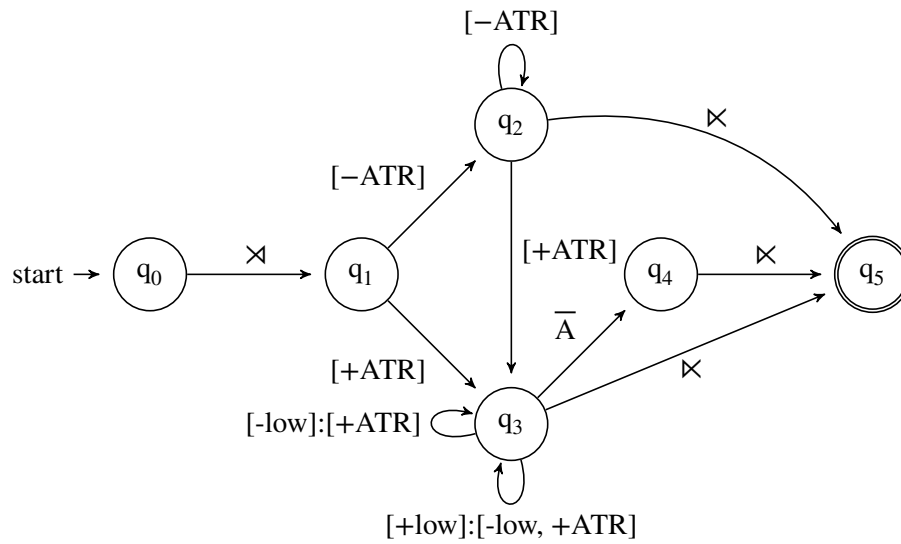 [−ATR]
q2
⋉
[−ATR]
start
q0
⋊
q1
[+ATR]
q4
⋉
q5
A̅
[+ATR]
⋉
[-low]:[+ATR]
q3
[+low]:[-low, +ATR]